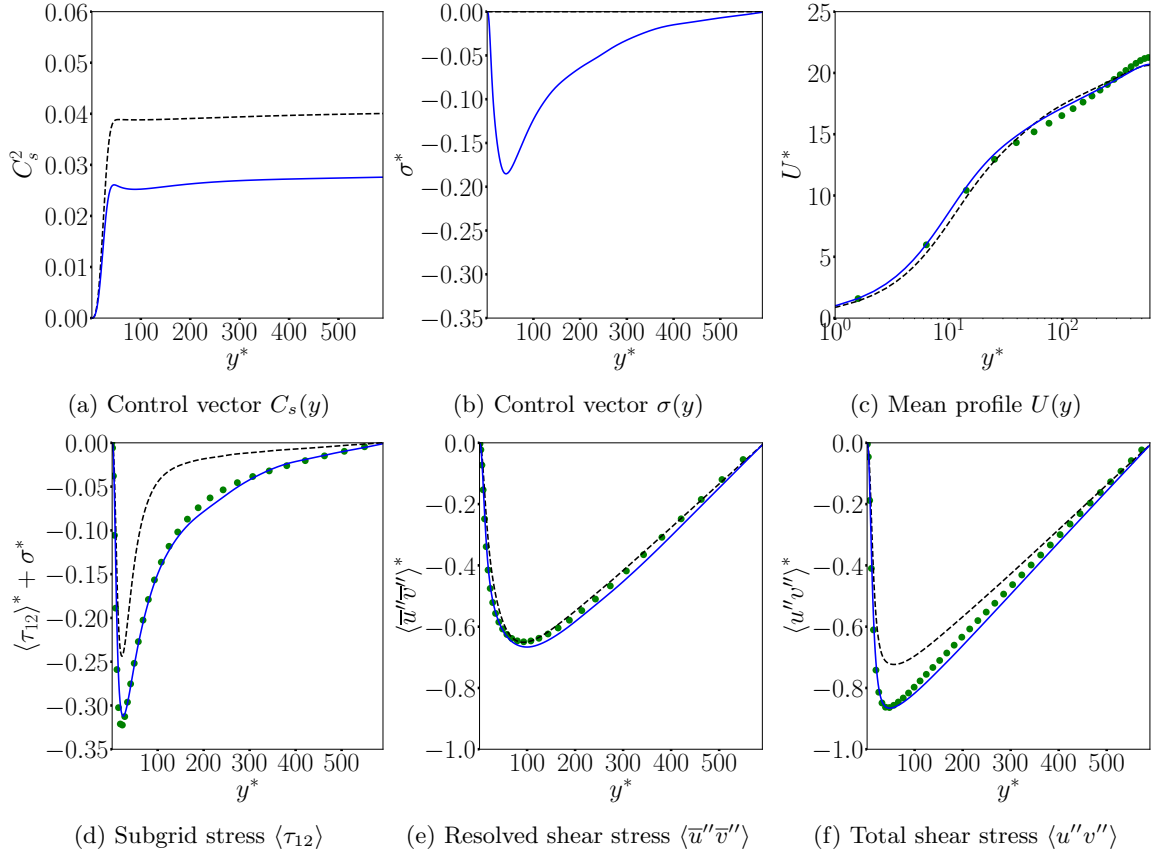 0.06
0.05
0.04
0.03
0.02
0.01
0.00
100 200 300 400 500
C_s^2
y*
(a) Control vector C_s(y)
0.00
−0.05
−0.10
−0.15
−0.20
−0.25
−0.30
−0.35
100 200 300 400 500
σ*
y*
(b) Control vector σ(y)
25
20
15
10
5
0
10^0 10^1 10^2
U*
y*
(c) Mean profile U(y)
0.00
−0.05
−0.10
−0.15
−0.20
−0.25
−0.30
−0.35
100 200 300 400 500
⟨τ_12⟩* + σ*
y*
(d) Subgrid stress ⟨τ_12⟩
0.0
−0.2
−0.4
−0.6
−0.8
−1.0
100 200 300 400 500
⟨u̅″v̅″⟩*
y*
(e) Resolved shear stress ⟨u̅″v̅″⟩
0.0
−0.2
−0.4
−0.6
−0.8
−1.0
100 200 300 400 500
⟨u″v″⟩*
y*
(f) Total shear stress ⟨u″v″⟩